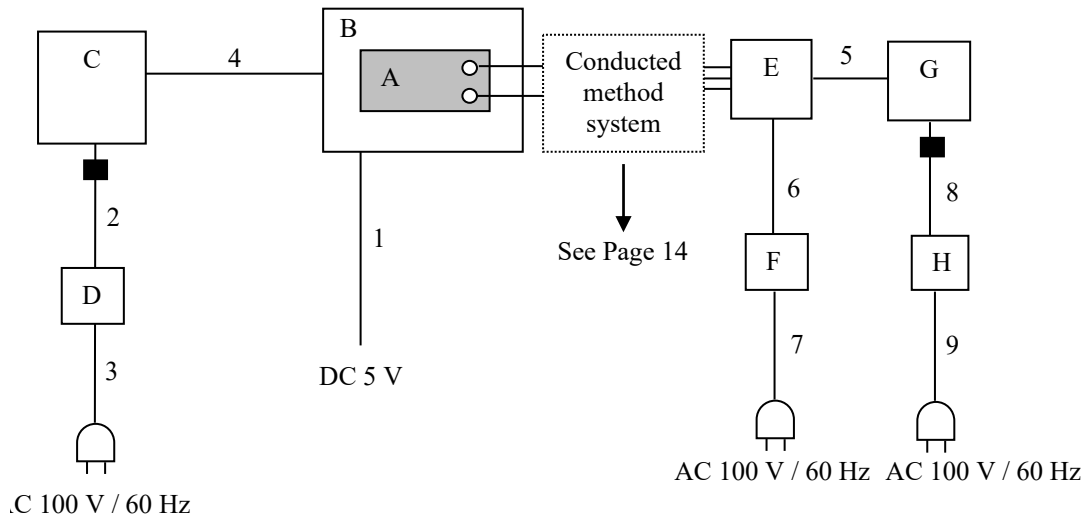 B
C
4
A
Conducted
method
system
E
5
G
2
1
See Page 14
6
8
D
F
H
3
DC 5 V
7
9
AC 100 V / 60 Hz
AC 100 V / 60 Hz
C 100 V / 60 Hz